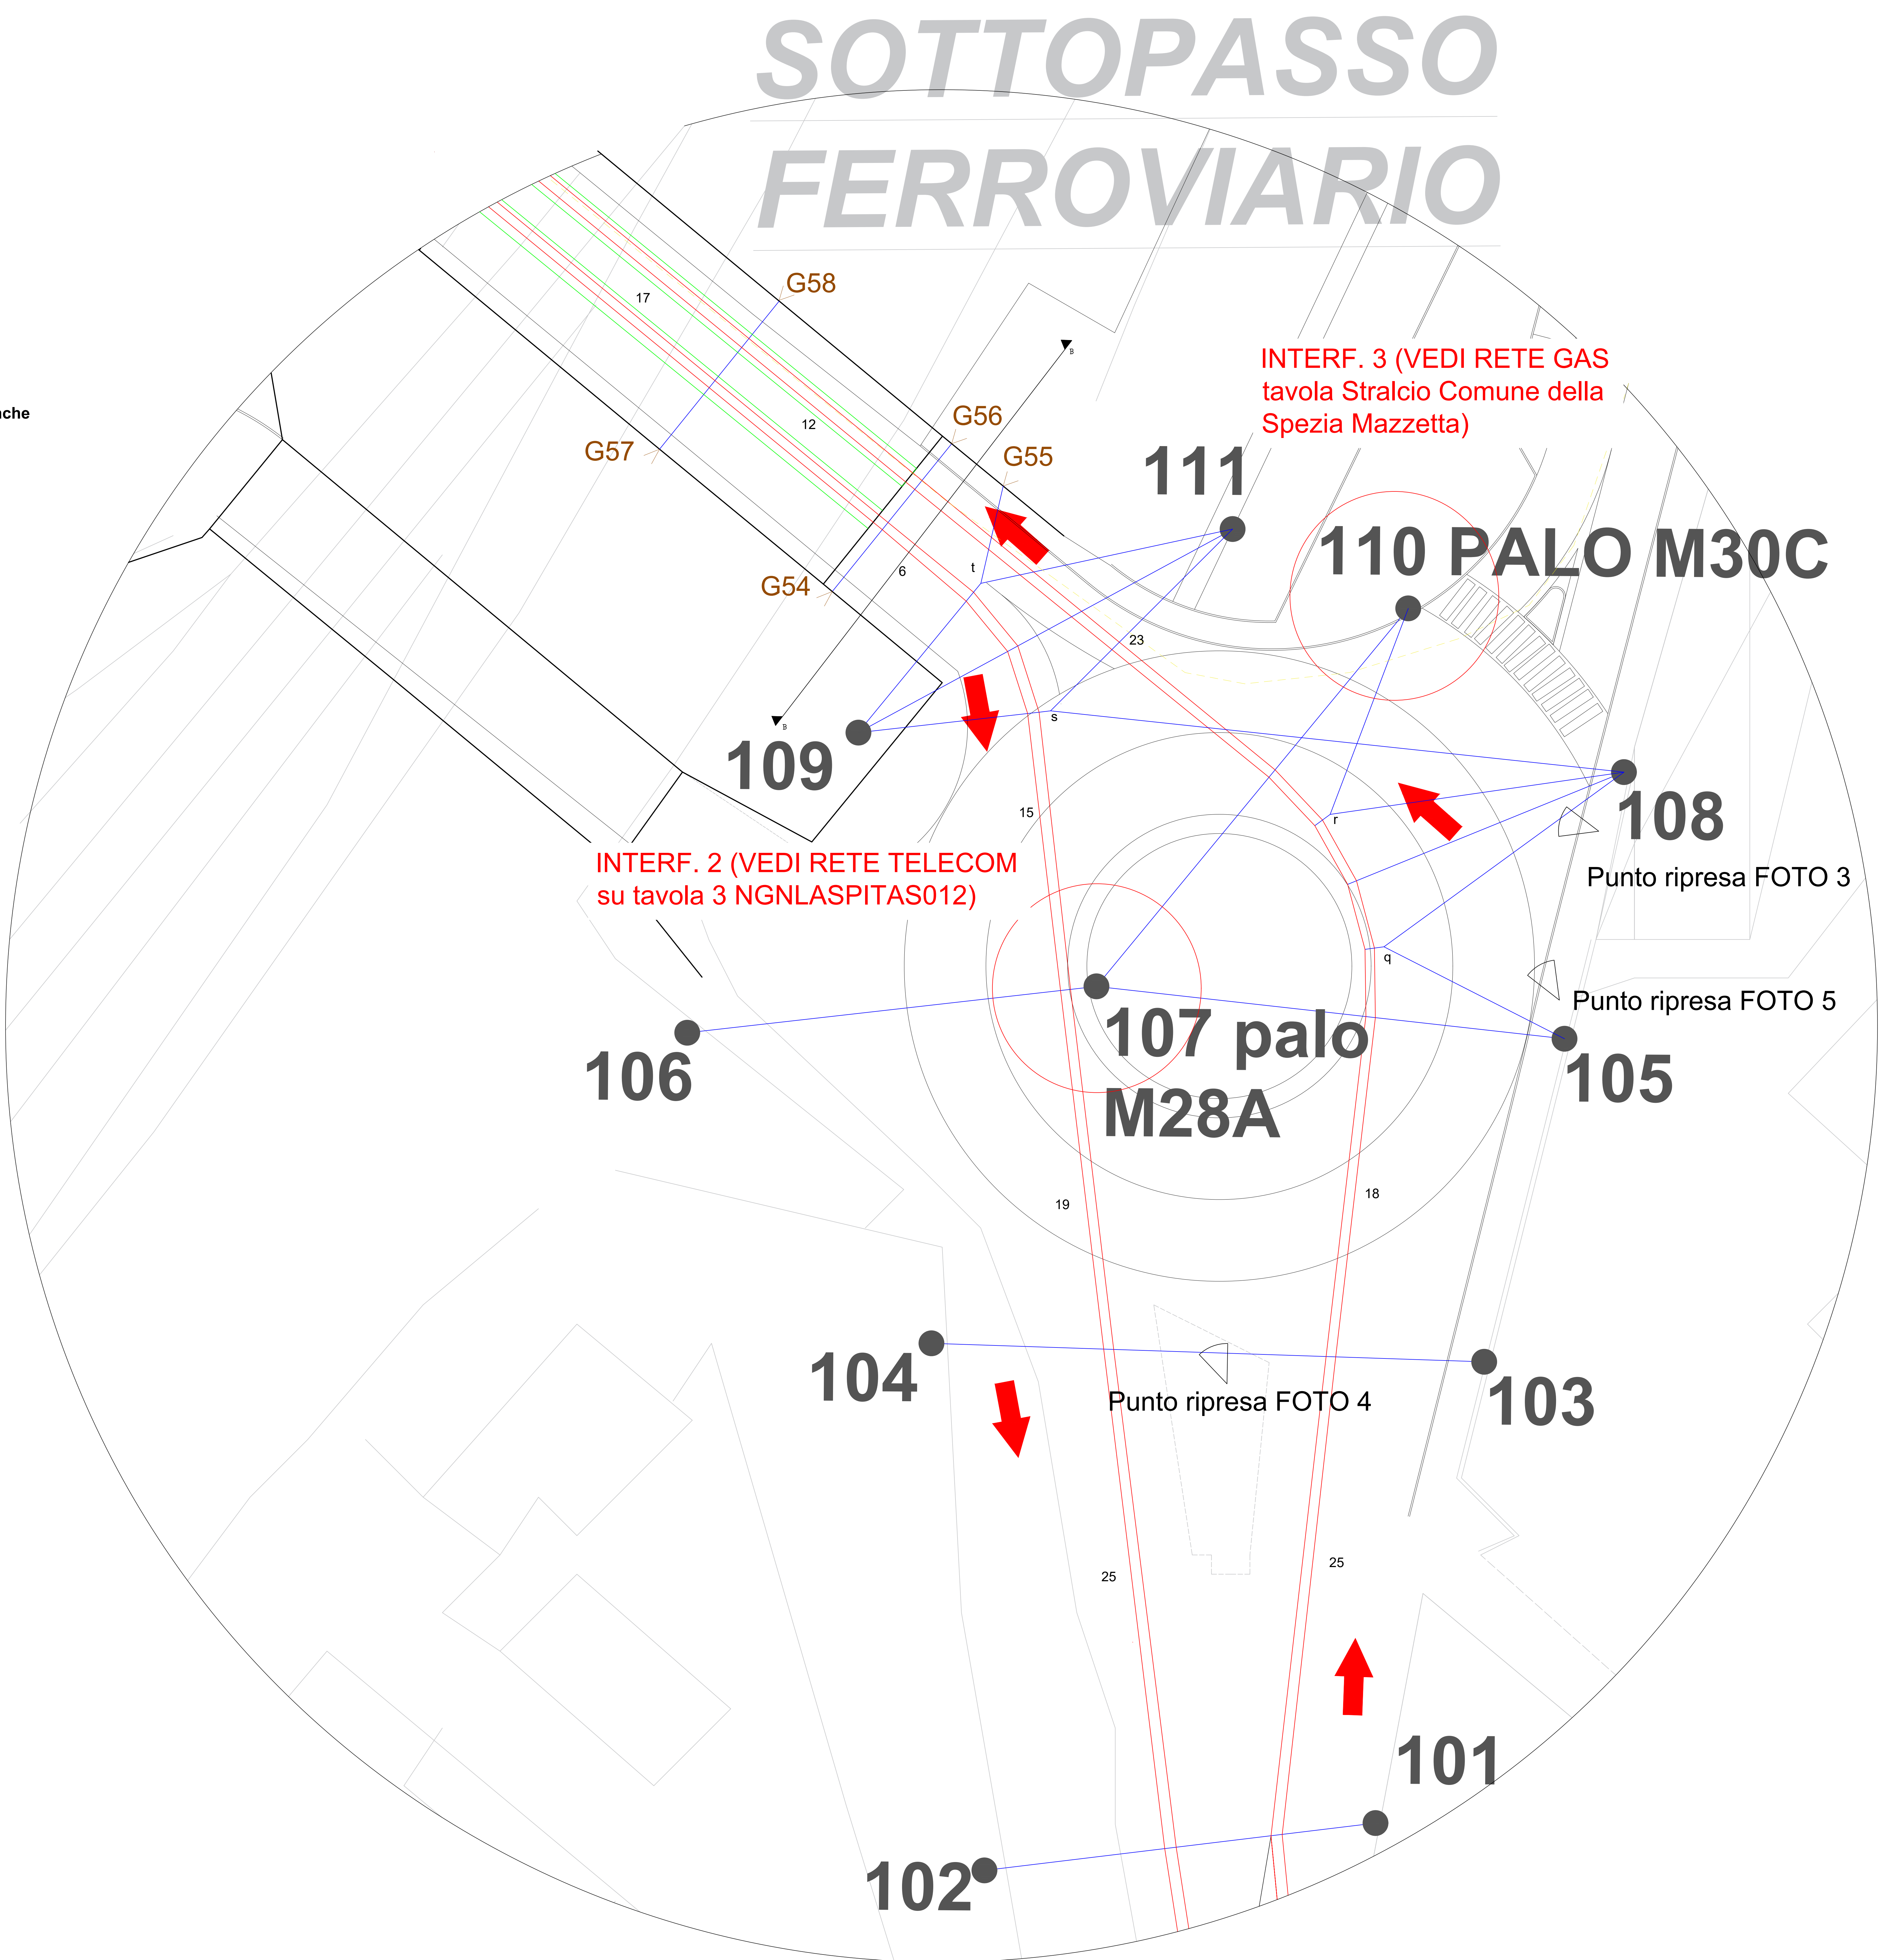 SOTTOPASSO
FERROVIARIO
G58
17
INTERF. 3 (VEDI RETE GAS
tavola Stralcio Comune della
Spezia Mazzetta)
B
G56
12
G57
G55
111
110 PALO M30C
t
6
G54
23
s
B
109
108
15
r
INTERF. 2 (VEDI RETE TELECOM
su tavola 3 NGNLASPITAS012)
Punto ripresa FOTO 3
q
Punto ripresa FOTO 5
107 palo
M28A
106
105
18
19
104
Punto ripresa FOTO 4
103
25
25
101
102